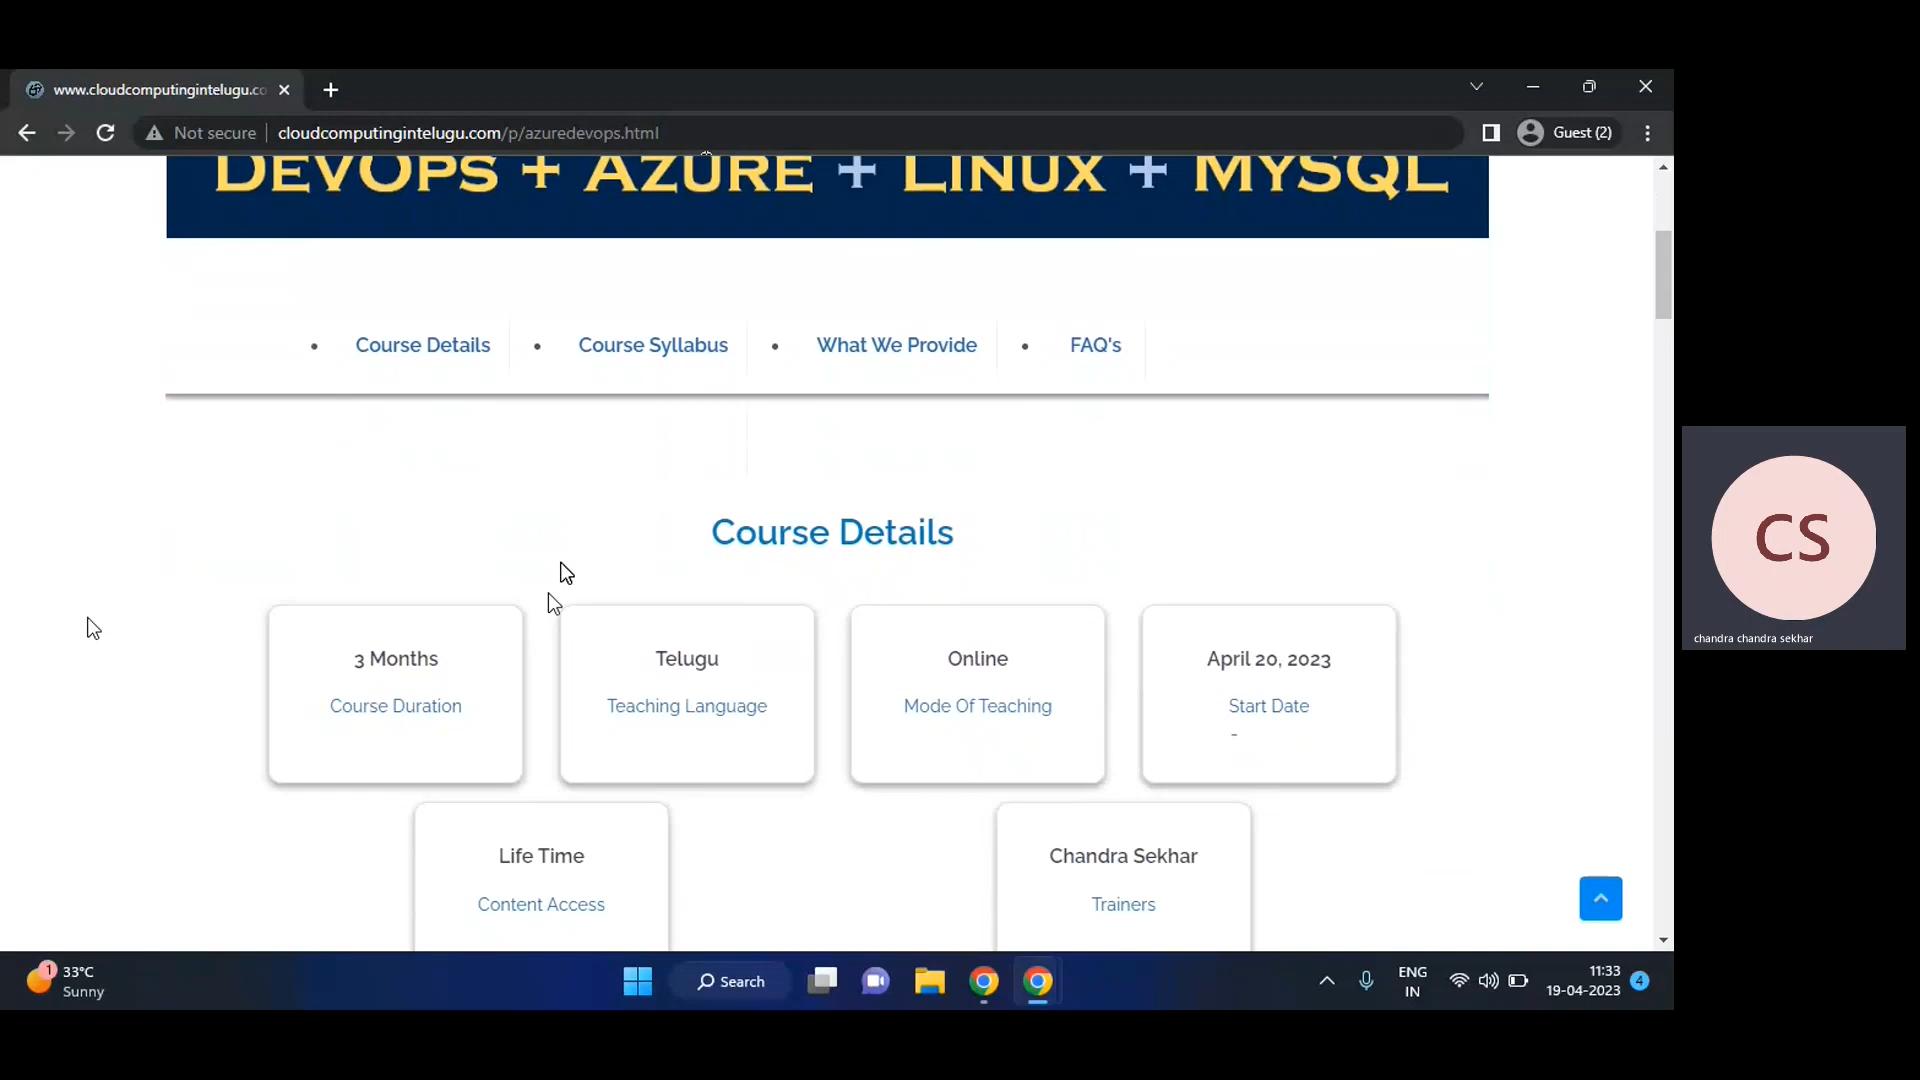 www.cloudcomputingintelugu.co
Not secure
cloudcomputingintelugu.com/p/azuredevops.html
Guest (2)
DEVOPS + AZURE + LINUX + MYSQL
Course Details
Course Syllabus
What We Provide
FAQ's
Course Details
3 Months
Course Duration
Telugu
Teaching Language
Online
Mode Of Teaching
April 20, 2023
Start Date
-
Life Time
Content Access
Chandra Sekhar
Trainers
CS
chandra chandra sekhar
1
33°C
Sunny
Search
ENG
IN
11:33
19-04-2023
4